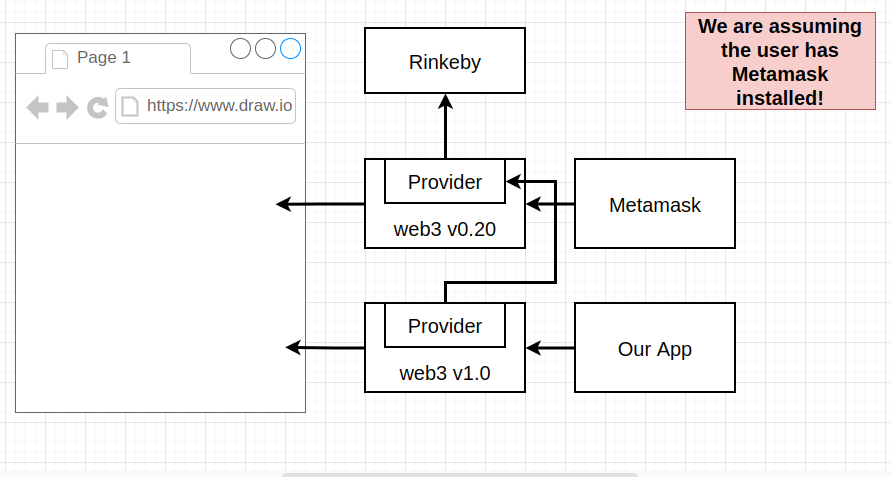 Page 1
https://www.draw.io
Rinkeby
We are assuming
the user has
Metamask
installed!
Provider
web3 v0.20
Metamask
Provider
web3 v1.0
Our App